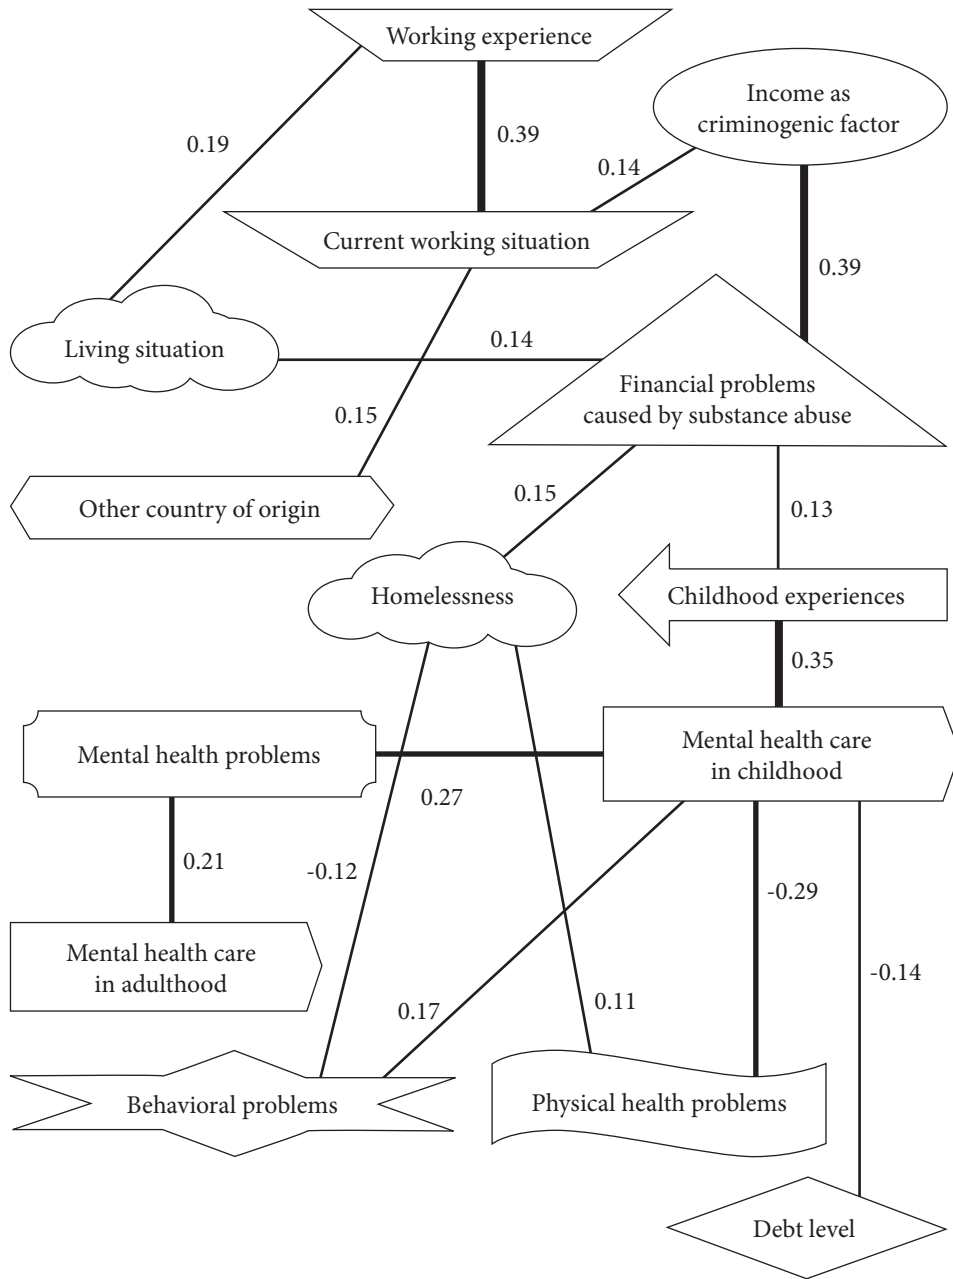 Working experience
Income as
criminogenic factor
0.19
0.39
0.14
Current working situation
0.39
Living situation
0.14
Financial problems
caused by substance abuse
0.15
Other country of origin
0.15
0.13
Homelessness
Childhood experiences
0.35
Mental health problems
Mental health care
in childhood
0.27
0.21
-0.12
-0.29
Mental health care
in adulthood
-0.14
0.17
0.11
Behavioral problems
Physical health problems
Debt level